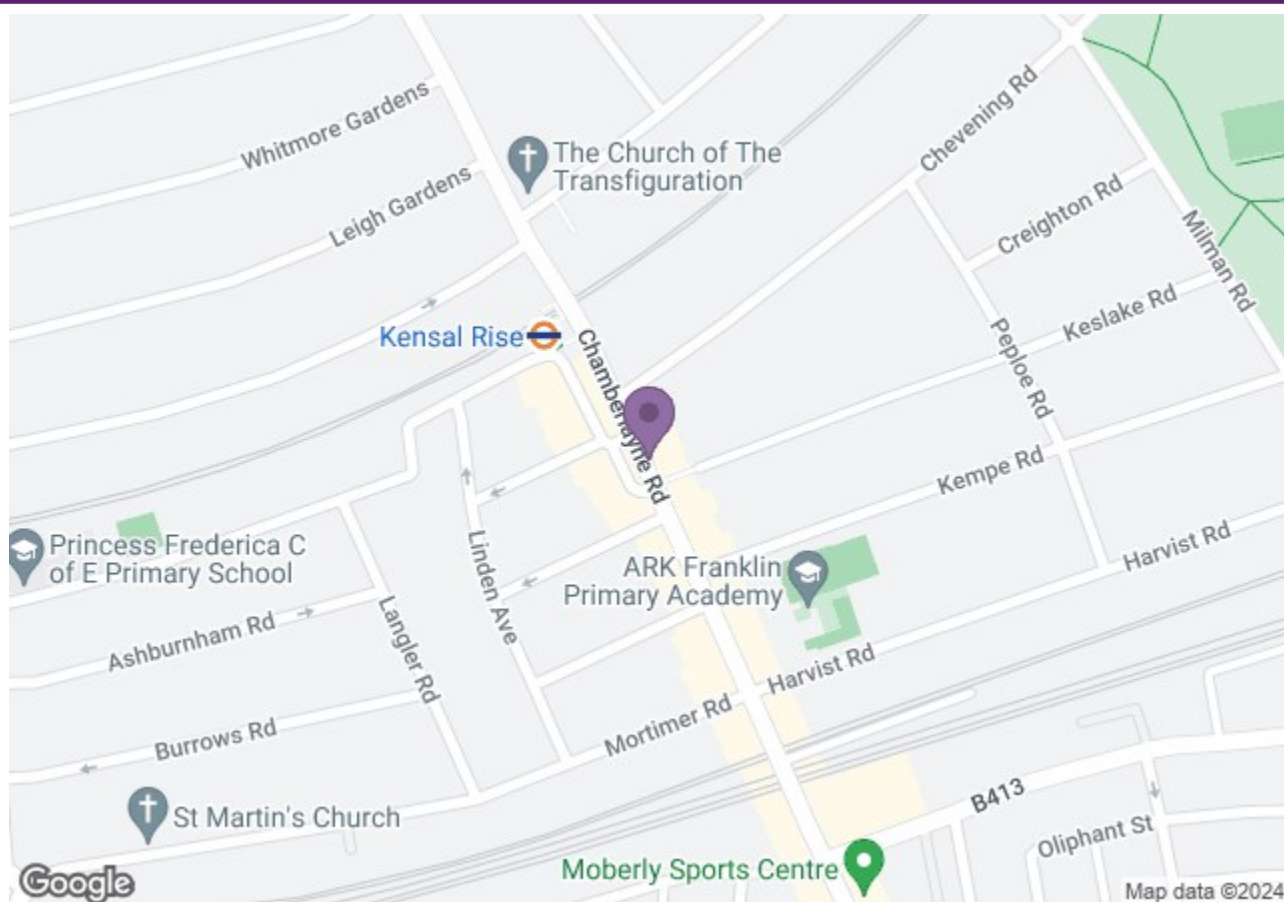 Whitmore Gardens
Leigh Gardens
The Church of The
Transfiguration
Chevening Rd
Creighton Rd
Milman Rd
Keslake Rd
Peploe Rd
Kensal Rise
Chamberlayne Rd
Kempe Rd
Harvist Rd
Princess Frederica C
of E Primary School
Linden Ave
ARK Franklin
Primary Academy
Ashburnham Rd
Langler Rd
Harvist Rd
Mortimer Rd
Burrows Rd
St Martin's Church
B413
Oliphant St
Moberly Sports Centre
Google
Map data ©2024